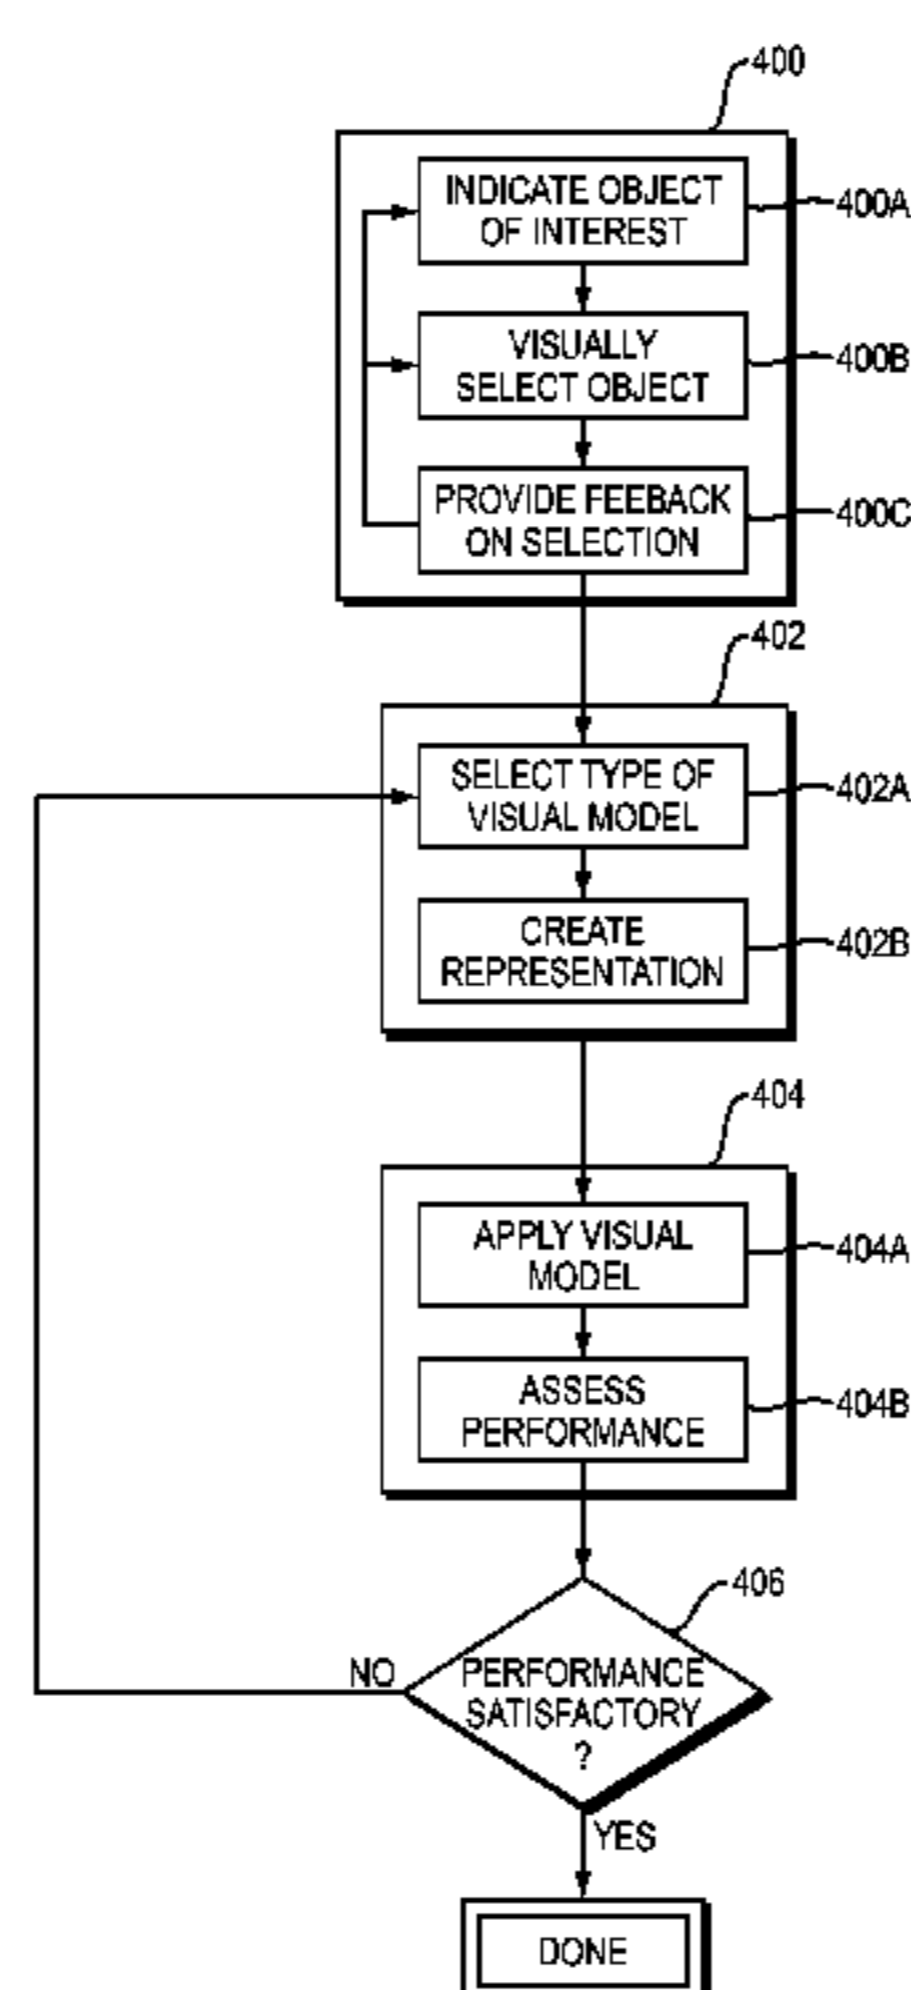 400
INDICATE OBJECT
OF INTEREST
400A
VISUALLY
SELECT OBJECT
400B
PROVIDE FEEBACK
ON SELECTION
400C
402
SELECT TYPE OF
VISUAL MODEL
402A
CREATE
REPRESENTATION
402B
404
APPLY VISUAL
MODEL
404A
ASSESS
PERFORMANCE
404B
406
NO
PERFORMANCE
SATISFACTORY
?
YES
DONE